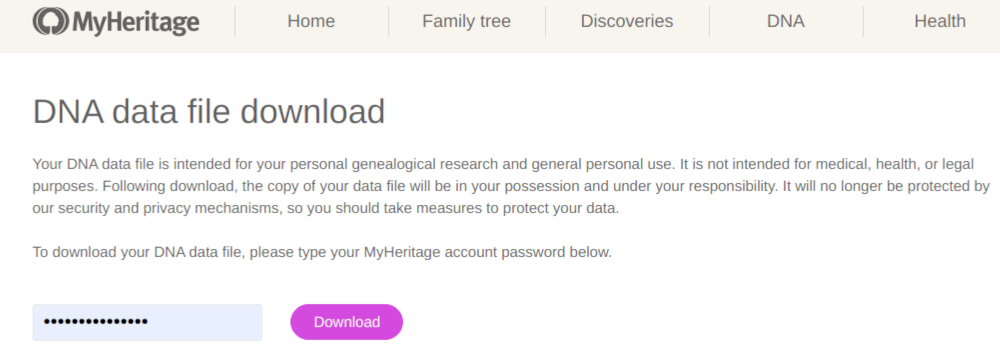 MyHeritage
Home
Family tree
Discoveries
DNA
Health
DNA data file download
Your DNA data file is intended for your personal genealogical research and general personal use. It is not intended for medical, health, or legal
purposes. Following download, the copy of your data file will be in your possession and under your responsibility. It will no longer be protected by
our security and privacy mechanisms, so you should take measures to protect your data.
To download your DNA data file, please type your MyHeritage account password below.
•••••••••••••••
Download